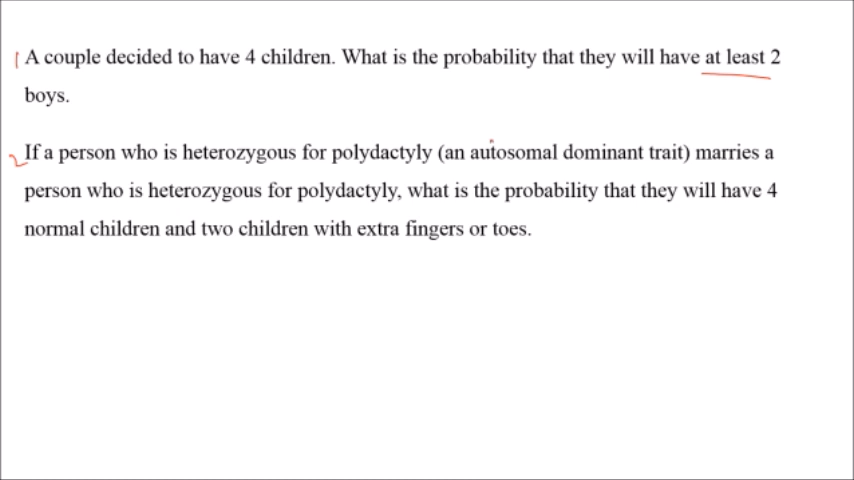 1 A couple decided to have 4 children. What is the probability that they will have at least 2
boys.
2 If a person who is heterozygous for polydactyly (an autosomal dominant trait) marries a
person who is heterozygous for polydactyly, what is the probability that they will have 4
normal children and two children with extra fingers or toes.